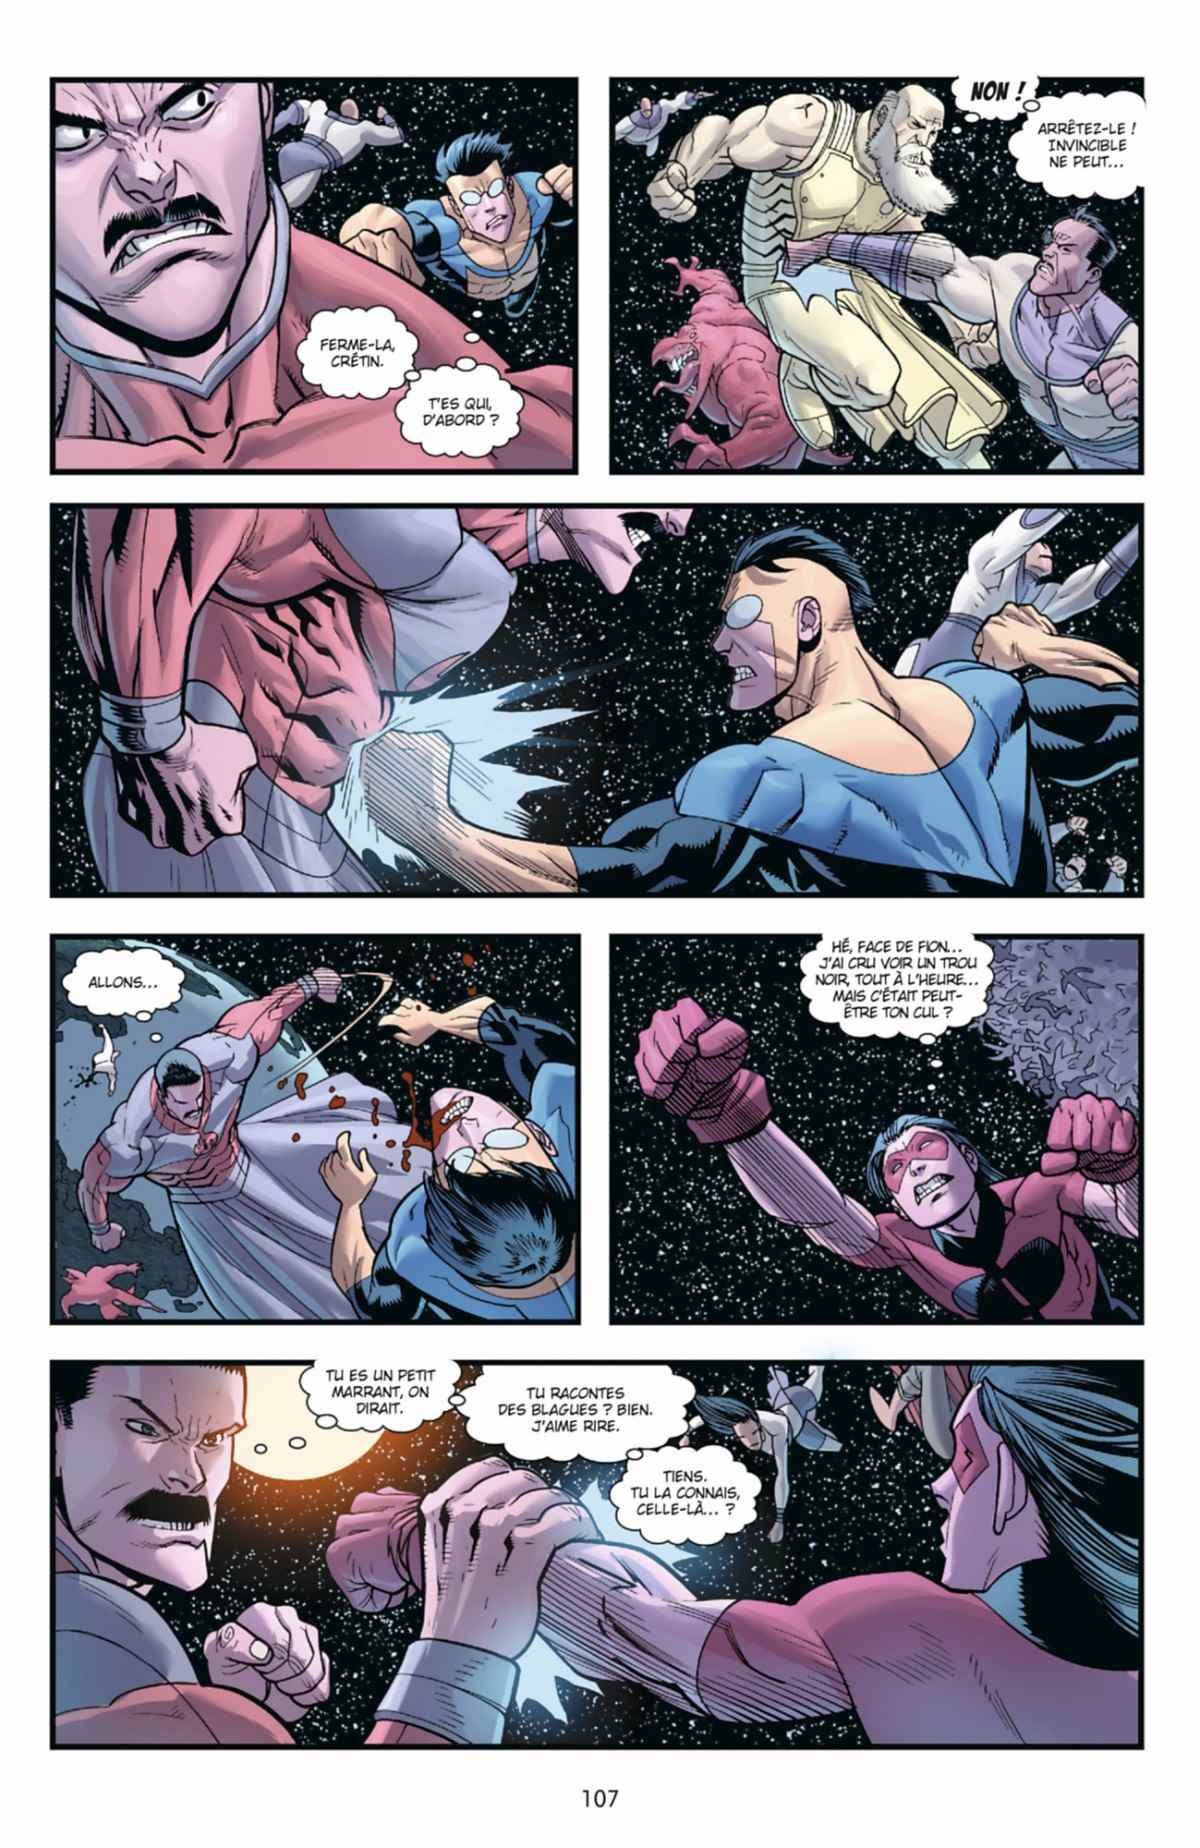 FERME-LA,
CRÉTIN.
T'ES QUI,
D'ABORD ?
NON !
ARRÊTEZ-LE !
INVINCIBLE
NE PEUT...
ALLONS...
HÉ, FACE DE FION...
J'AI CRU VOIR UN TROU
NOIR, TOUT À L'HEURE...
MAIS C'ÉTAIT PEUT-
ÊTRE TON CUL ?
TU ES UN PETIT
MARRANT, ON
DIRAIT.
TU RACONTES
DES BLAGUES ? BIEN.
J'AIME RIRE.
TIENS.
TU LA CONNAIS,
CELLE-LÀ... ?
107